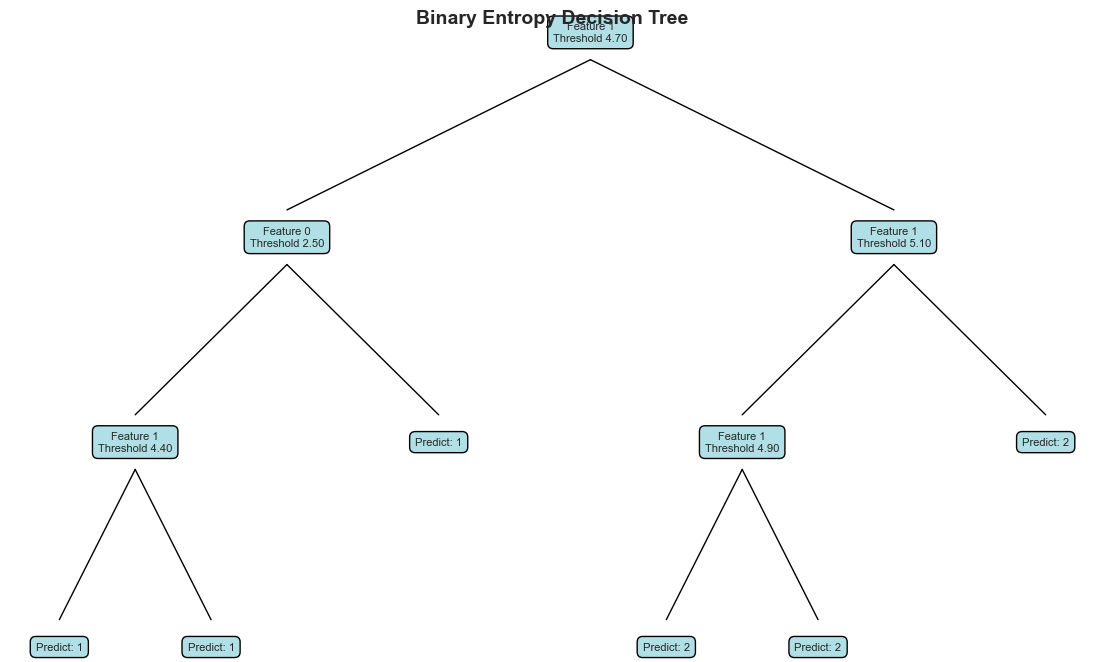 Binary Entropy Decision Tree
Feature 1
Threshold 4.70
Feature 0
Threshold 2.50
Feature 1
Threshold 5.10
Feature 1
Threshold 4.40
Predict: 1
Feature 1
Threshold 4.90
Predict: 2
Predict: 1
Predict: 1
Predict: 2
Predict: 2